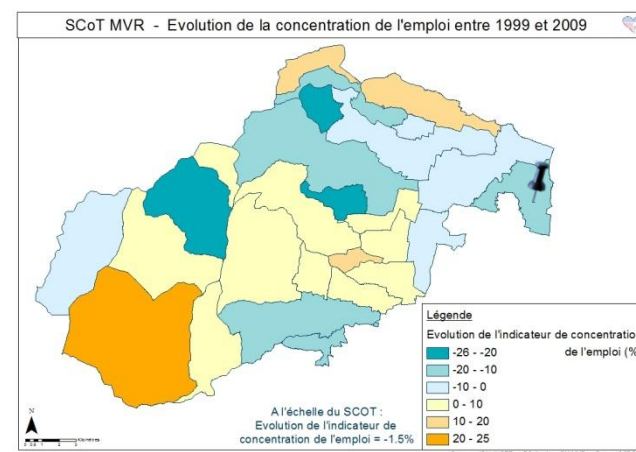 SCoT MVR - Evolution de la concentration de l'emploi entre 1999 et 2009
Légende
Evolution de l'indicateur de concentration
de l'emploi (%
-26 - -20
-20 - -10
-10 - 0
0 - 10
10 - 20
20 - 25
A l'échelle du SCOT :
Evolution de l'indicateur de
concentration de l'emploi = -1.5%
N